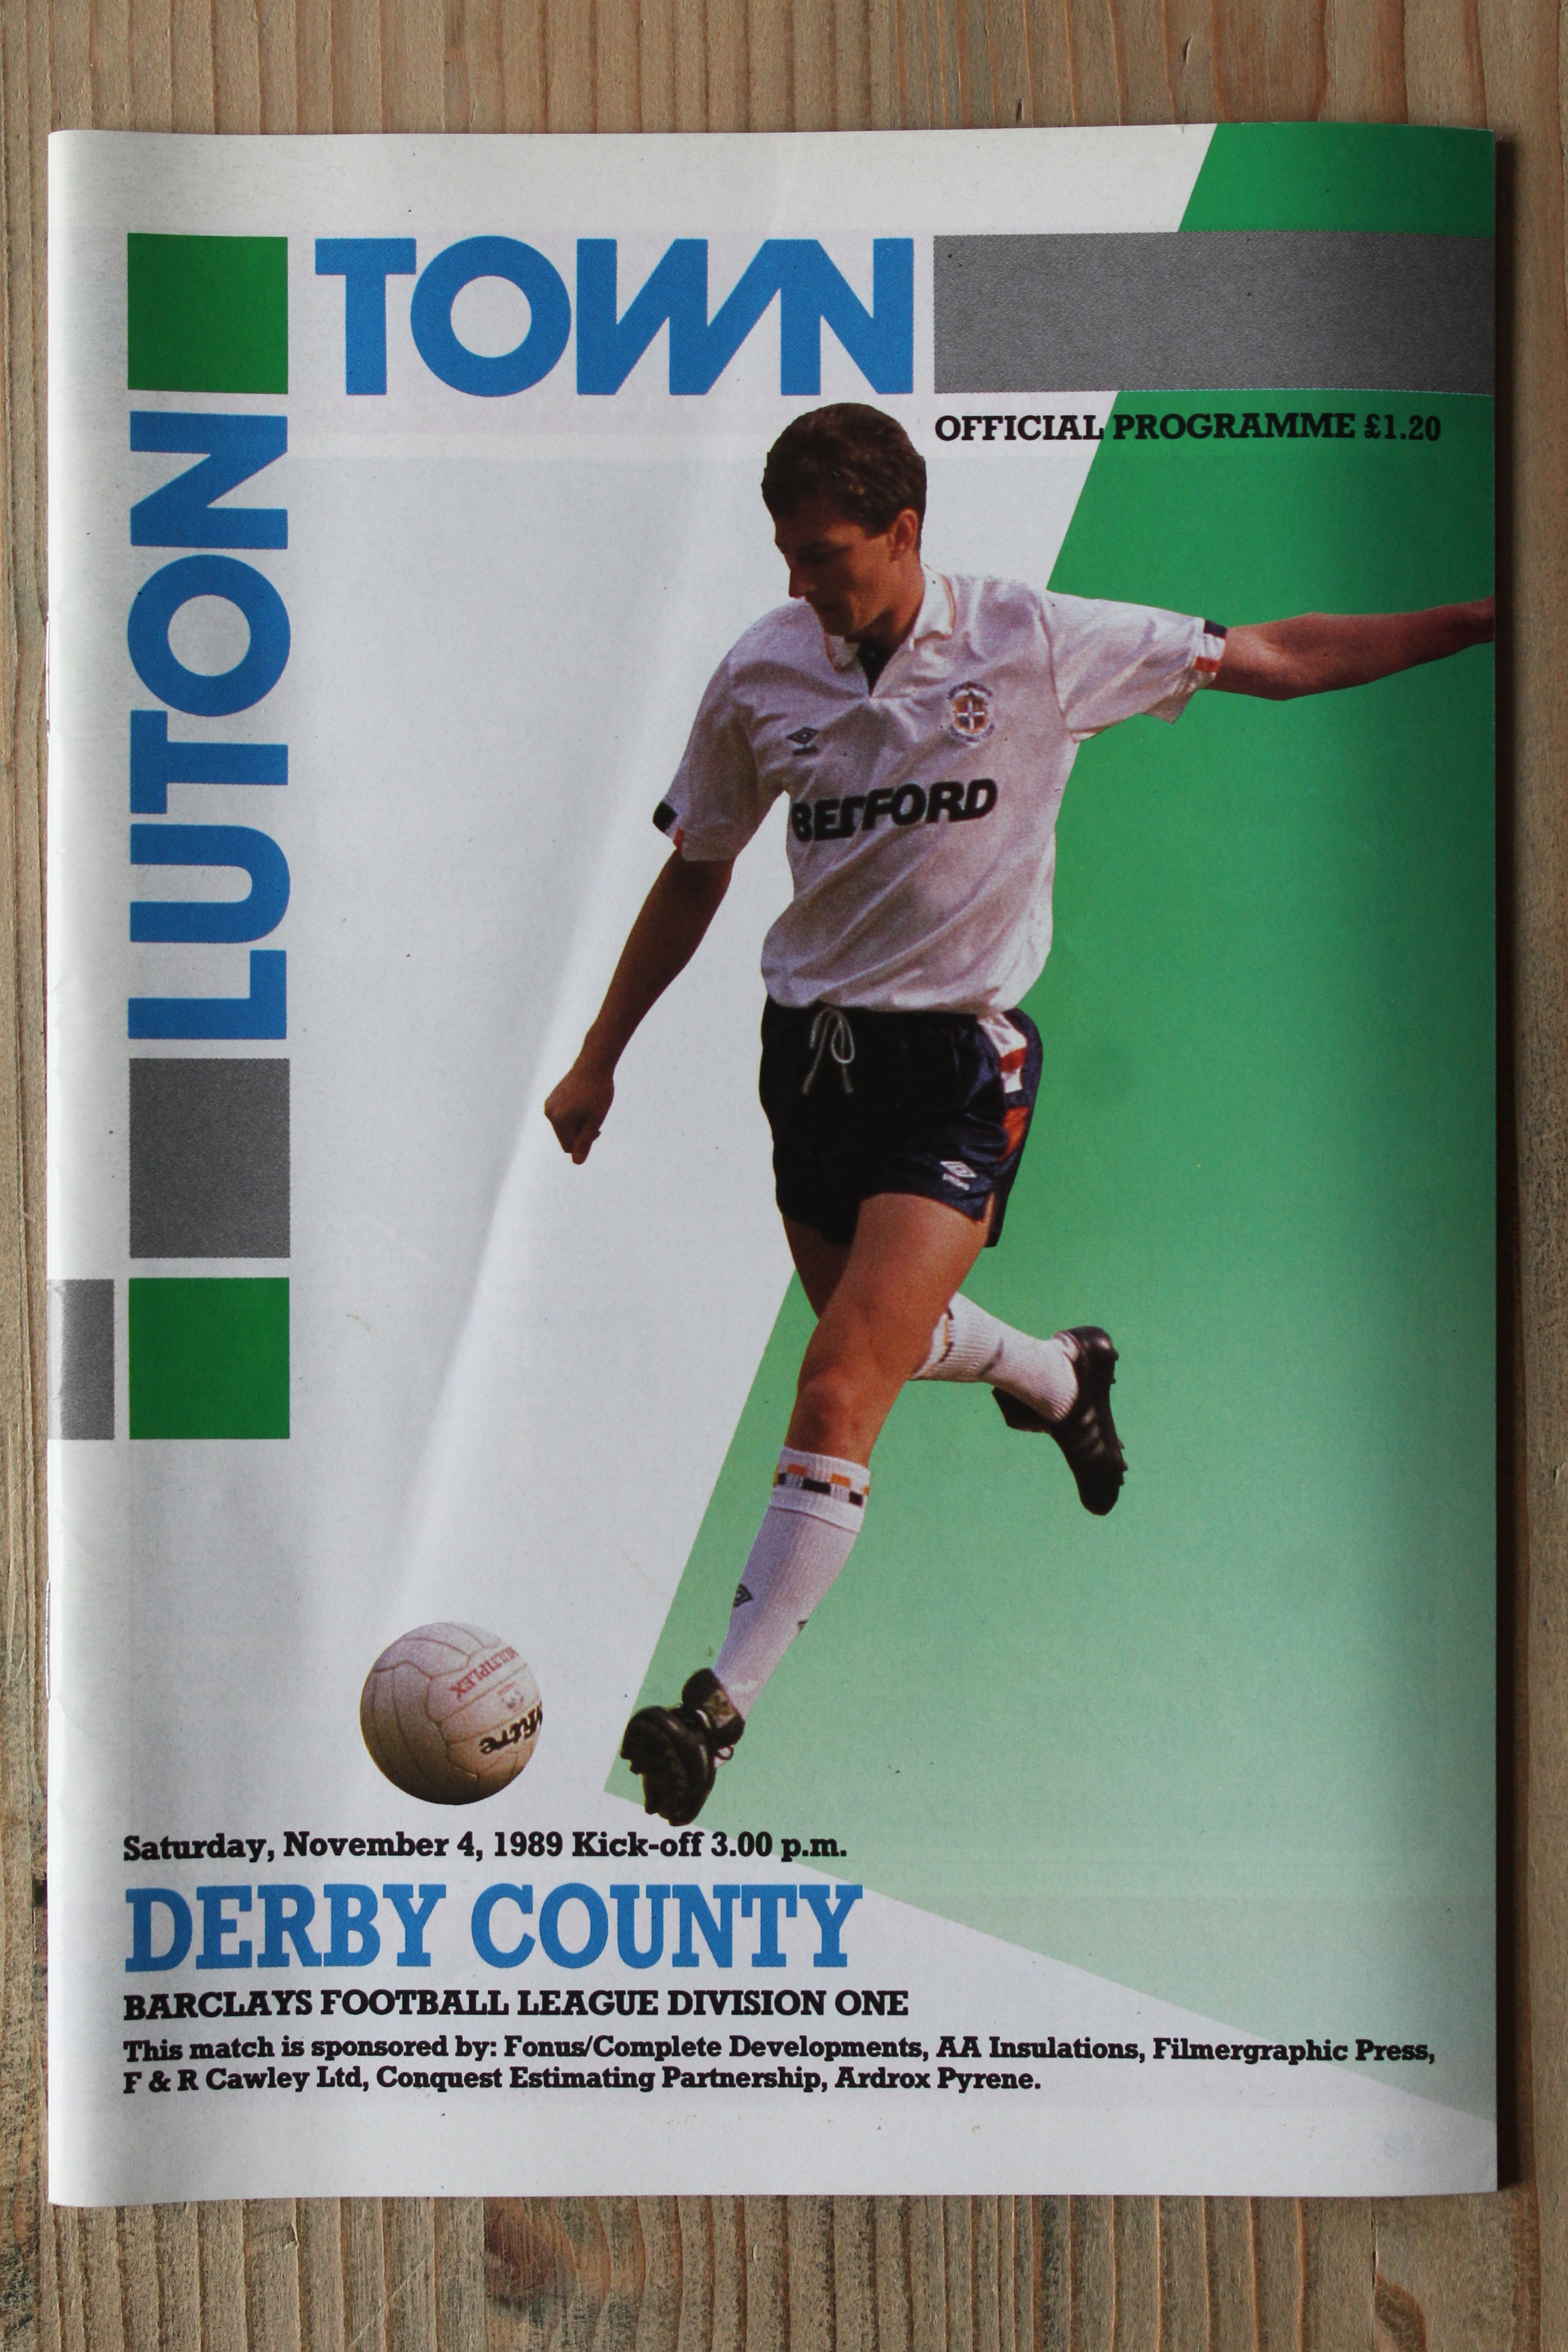 LUTON
TOWN
OFFICIAL PROGRAMME £1.20
BEDFORD
MULTIPLEX
Mitre
Saturday, November 4, 1989 Kick-off 3.00 p.m.
DERBY COUNTY
BARCLAYS FOOTBALL LEAGUE DIVISION ONE
This match is sponsored by: Fonus/Complete Developments, AA Insulations, Filmergraphic Press,
F & R Cawley Ltd, Conquest Estimating Partnership, Ardrox Pyrene.